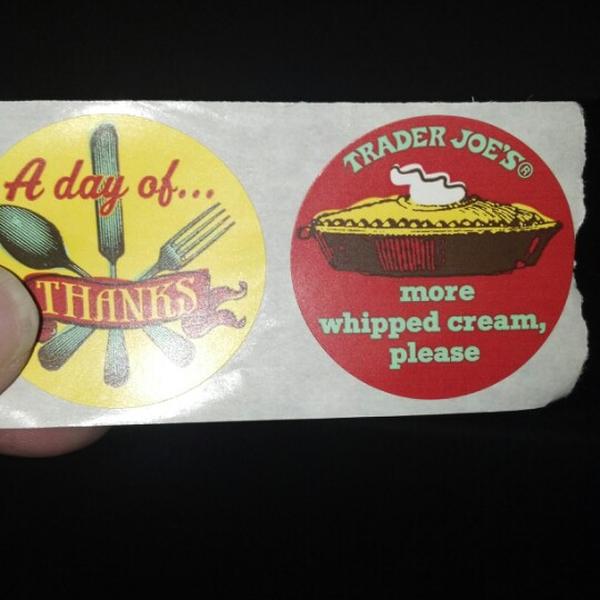 A day of...
THANKS
TRADER JOE'S®
more
whipped cream,
please